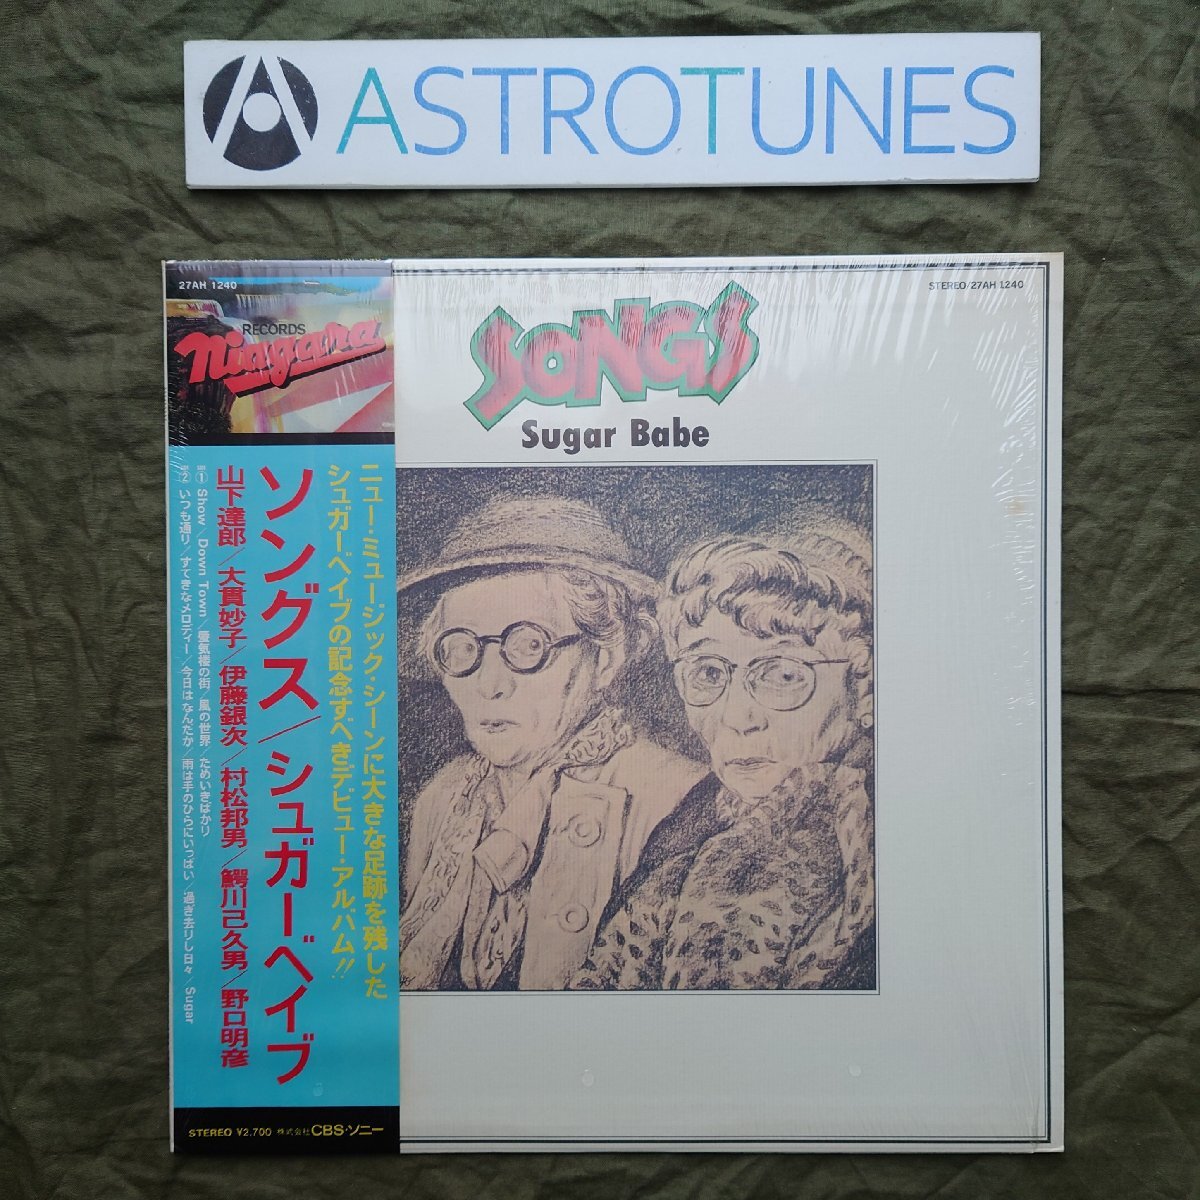 ASTROTUNES
27AH 1240
RECORDS
Niagara
ニュー・ミュージック・シーンに大きな足跡を残した
シュガーベイブの記念すべきデビュー・アルバム!!
ソングス/シュガーベイブ
山下達郎/大貫妙子/伊藤銀次/村松邦男/鰐川己久男/野口明彦
① Show/Down Town/蜃気楼の街/風の世界/ためいきばかり
② いつも通り/すてきなメロディー/今日は なんだか/雨は手のひらにいっぱい/過ぎ去りし日々/Sugar
STEREO ¥2,700 株式会社 CBS・ソニー
STEREO/27AH 1240
SONGS
Sugar Babe